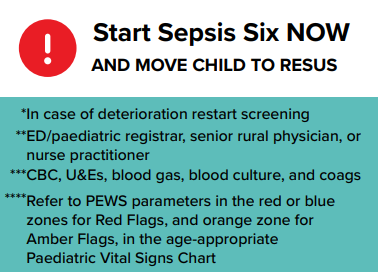 !
Start Sepsis Six NOW
AND MOVE CHILD TO RESUS
*In case of deterioration restart screening
**ED/paediatric registrar, senior rural physician, or
nurse practitioner
***CBC, U&Es, blood gas, blood culture, and coags
****Refer to PEWS parameters in the red or blue
zones for Red Flags, and orange zone for
Amber Flags, in the age-appropriate
Paediatric Vital Signs Chart